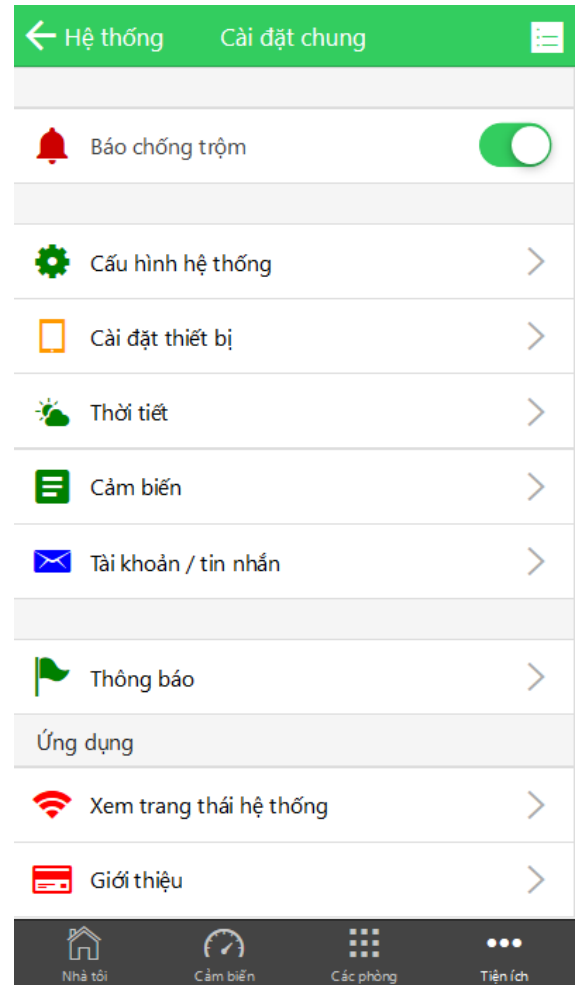 Hệ thống Cài đặt chung
Báo chống trộm
Cấu hình hệ thống
Cài đặt thiết bị
Thời tiết
Cảm biến
Tài khoản / tin nhắn
Thông báo
Ứng dụng
Xem trang thái hệ thống
Giới thiệu
Nhà tôi Cảm biến Các phòng Tiện ích